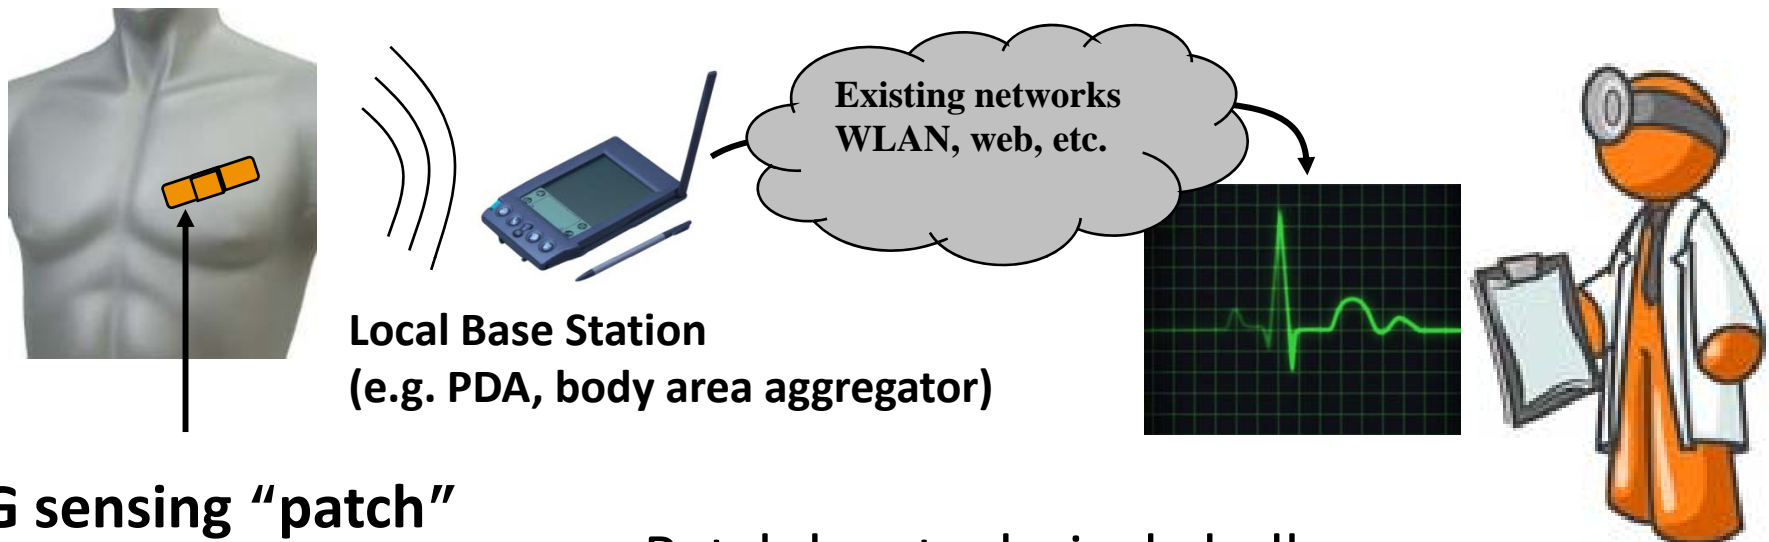 Existing networks
WLAN, web, etc.
Local Base Station
(e.g. PDA, body area aggregator)
G sensing “patch”